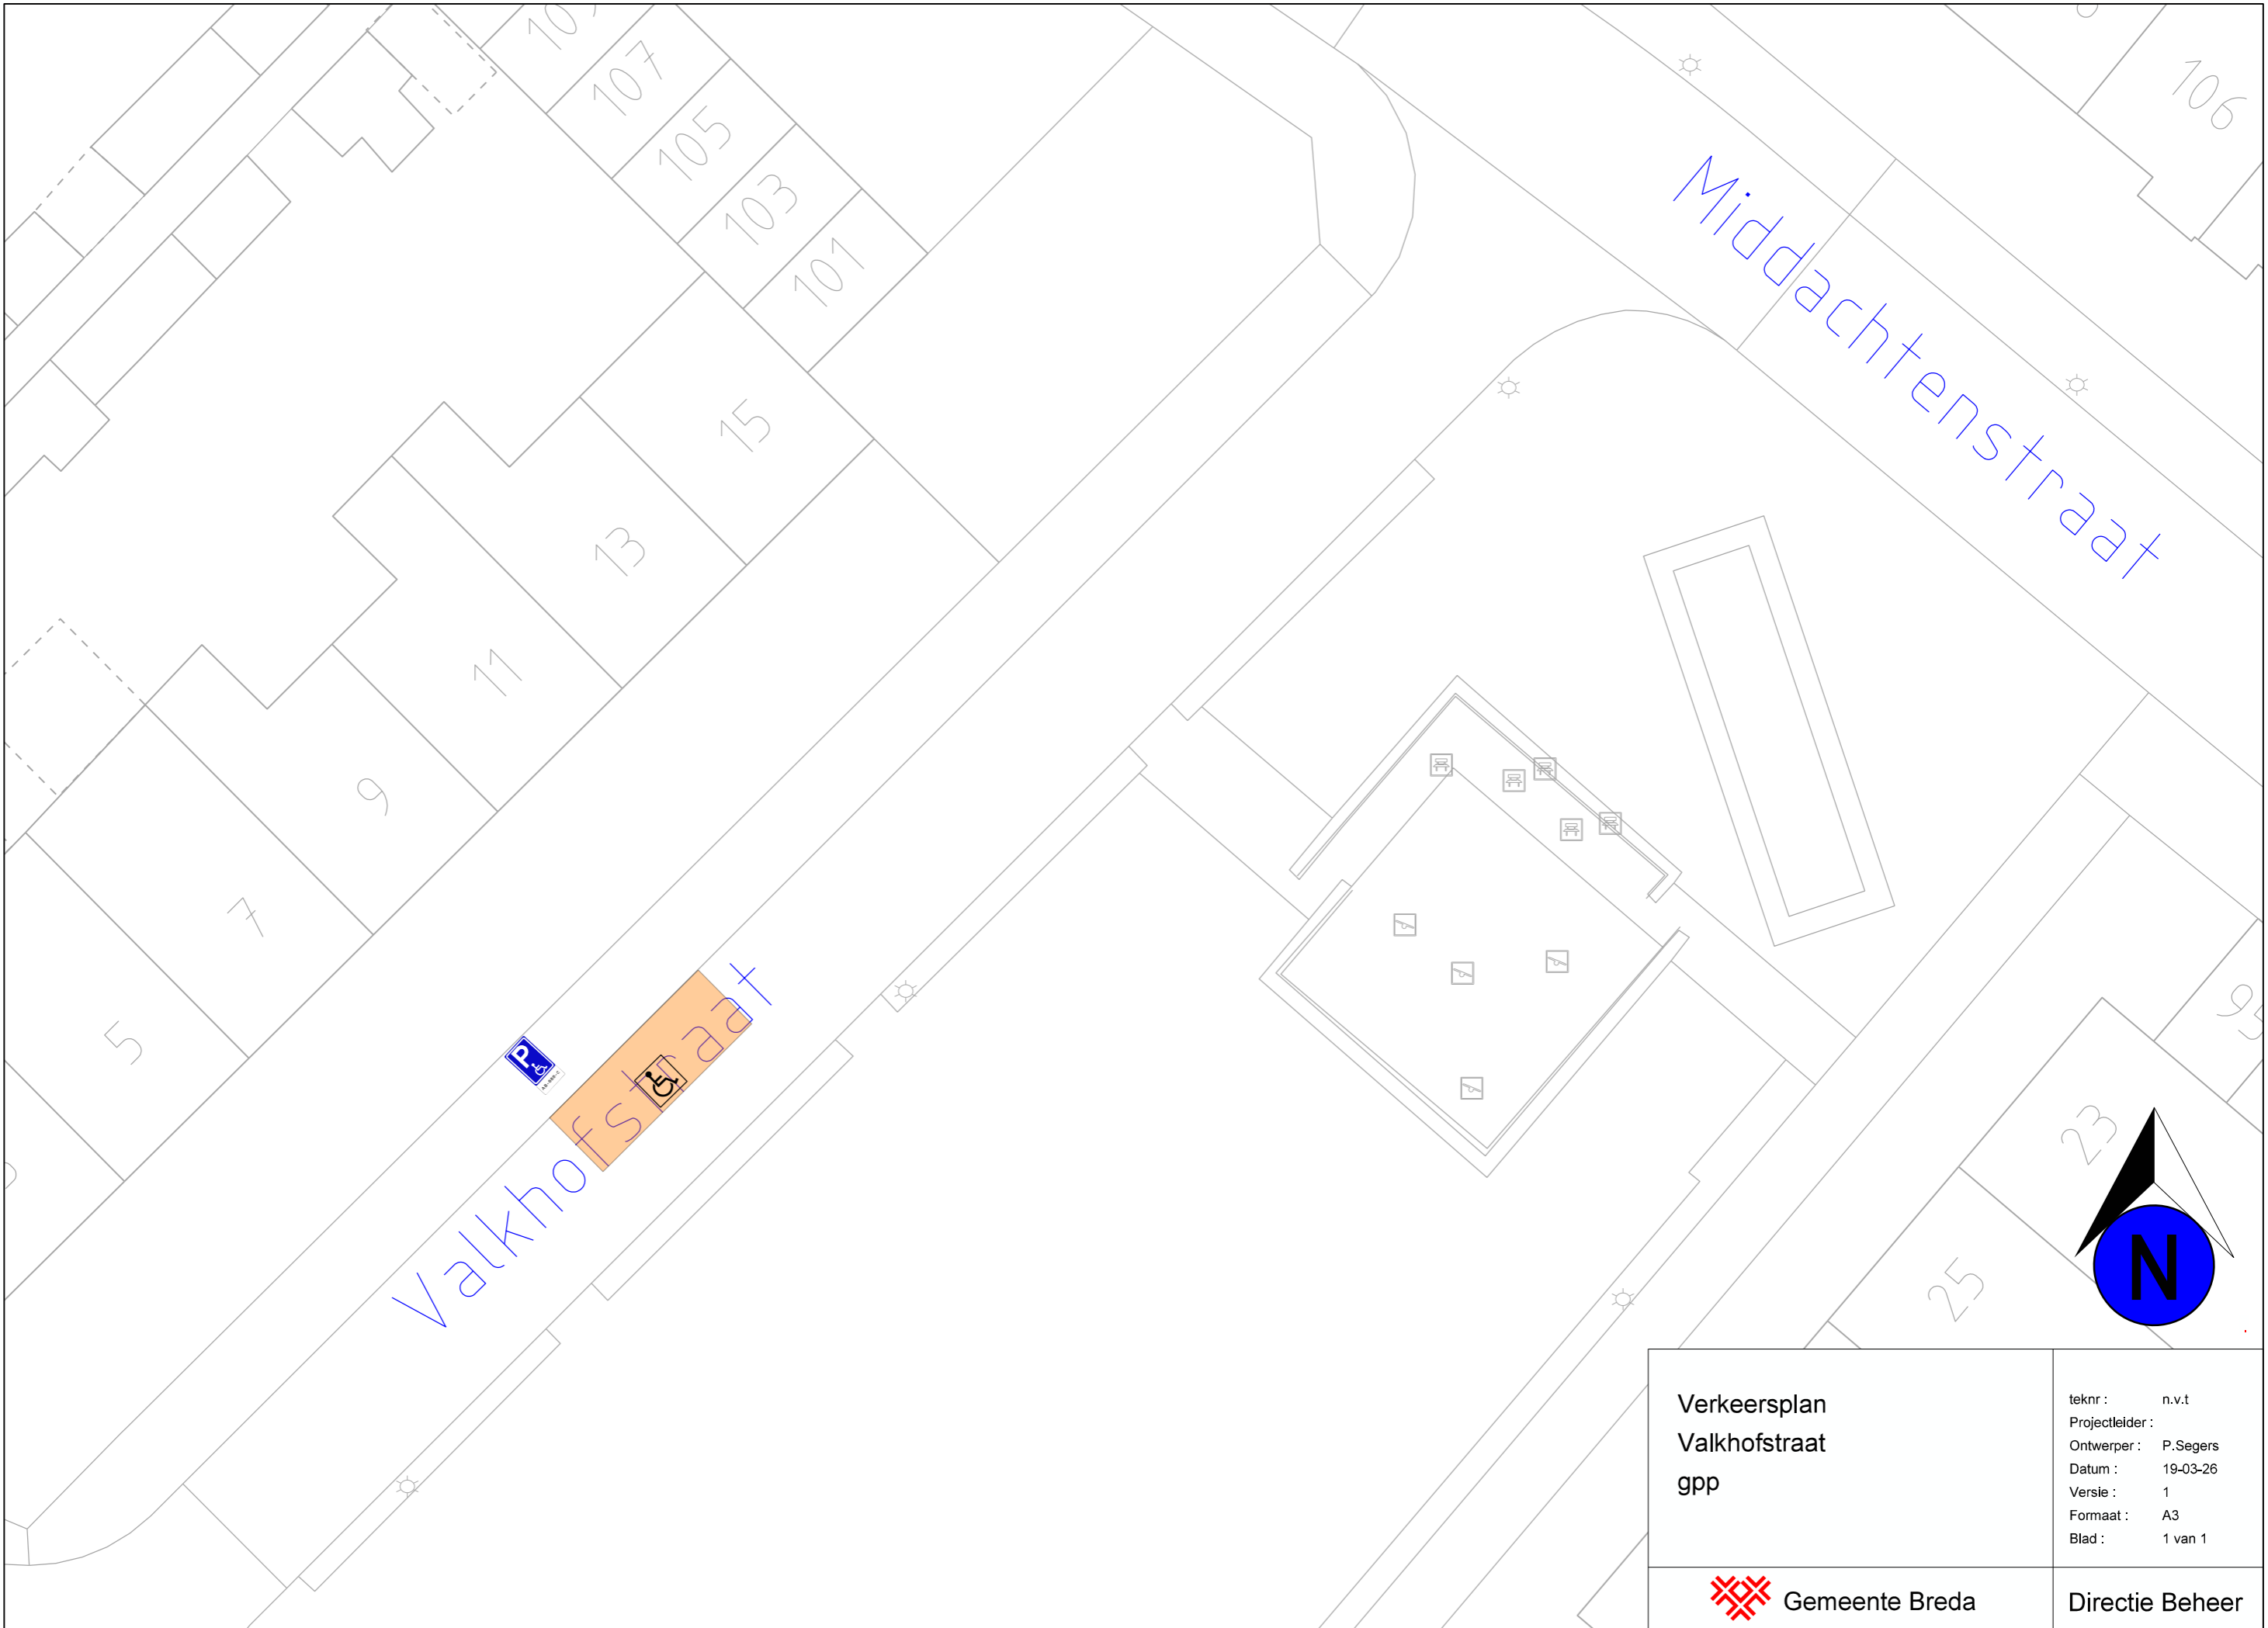 107
105
103
101
106
Middachtenstraat
15
13
11
9
7
5
Valkhofstraat
P
95
23
25
N
Verkeersplan
Valkhofstraat
gpp
teknr : n.v.t
Projectleider :
Ontwerper : P.Segers
Datum : 19-03-26
Versie : 1
Formaat : A3
Blad : 1 van 1
Gemeente Breda
Directie Beheer